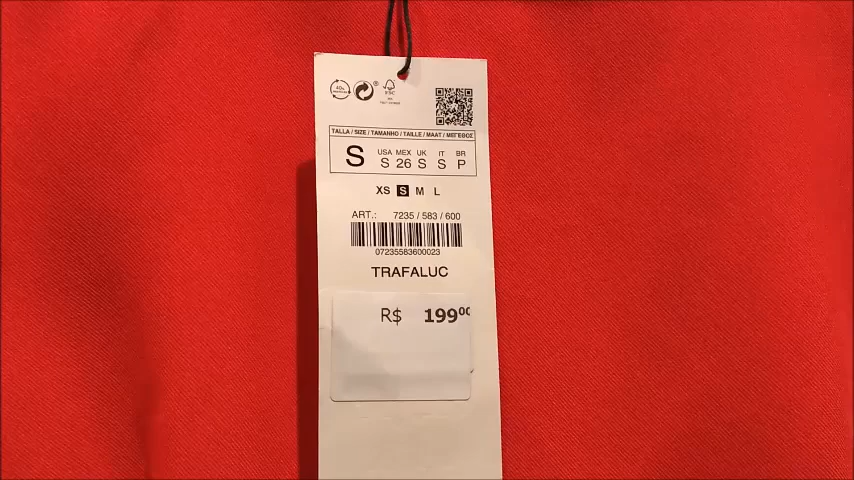 TALLA / SIZE / TAMANHO / TAILLE / MAAT / ΜΕΓΕΘΟΣ
S
USA MEX UK IT BR
S 26 S S P
XS S M L
ART.: 7235 / 583 / 600
07235583600023
TRAFALUC
R$ 199⁰⁰